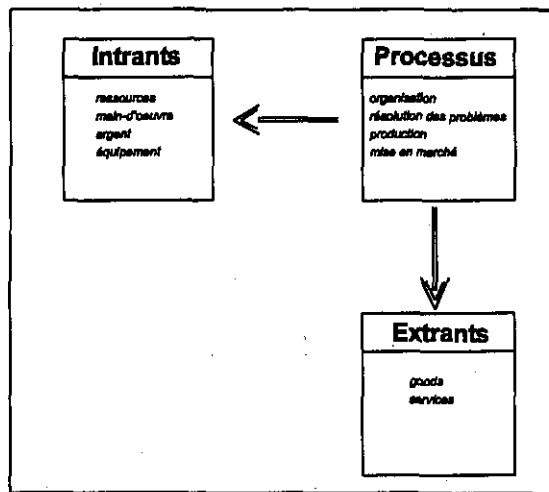 Intrants
ressources
main-d'oeuvre
argent
équipement
Processus
organisation
résolution des problèmes
production
mise en marché
Extrants
goods
services